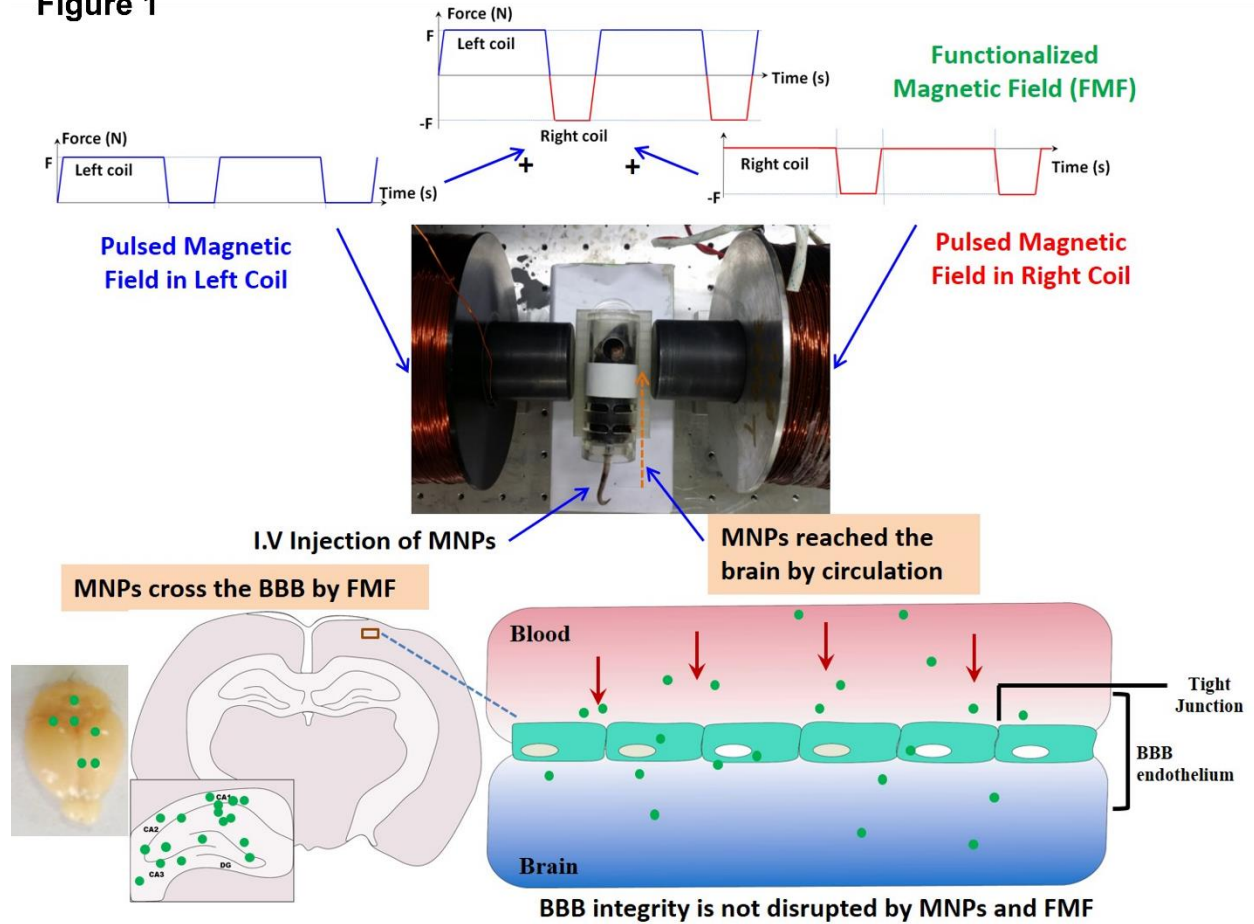 Figure 1
Force (N)
F
Left coil
Time (s)
-F
Right coil
Functionalized
Magnetic Field (FMF)
Force (N)
F
Left coil
Time (s)
+
+
Right coil
Time (s)
-F
Pulsed Magnetic
Field in Left Coil
Pulsed Magnetic
Field in Right Coil
I.V Injection of MNPs
MNPs reached the
brain by circulation
MNPs cross the BBB by FMF
Blood
Tight
Junction
BBB
endothelium
CA1
CA2
CA3
DG
Brain
BBB integrity is not disrupted by MNPs and FMF